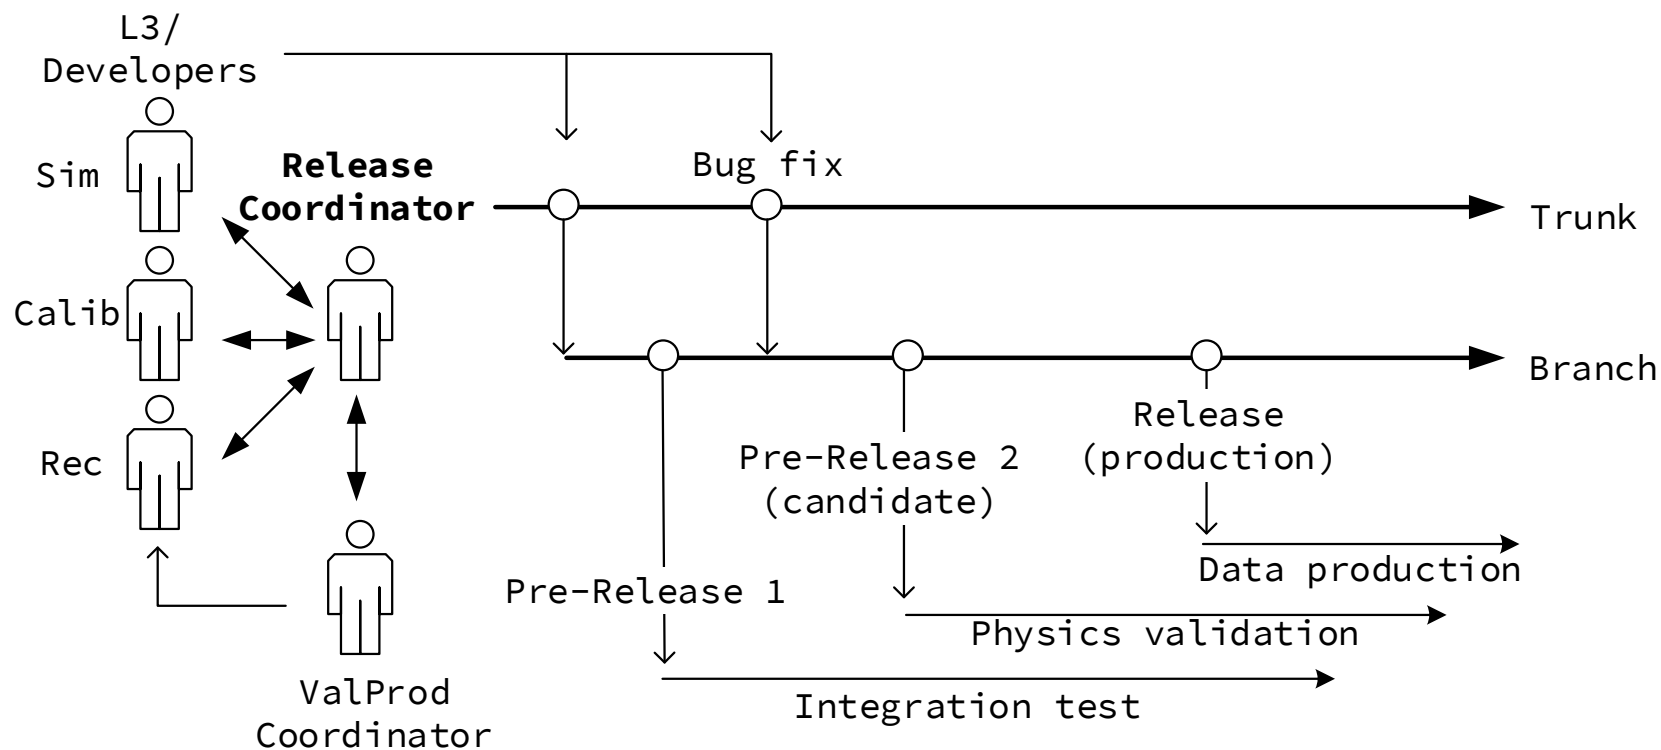 L3/
Developers
Sim
Release
Coordinator
Bug fix
Trunk
Calib
Branch
Rec
Release
(production)
Pre-Release 2
(candidate)
Data production
Pre-Release 1
Physics validation
Integration test
ValProd
Coordinator